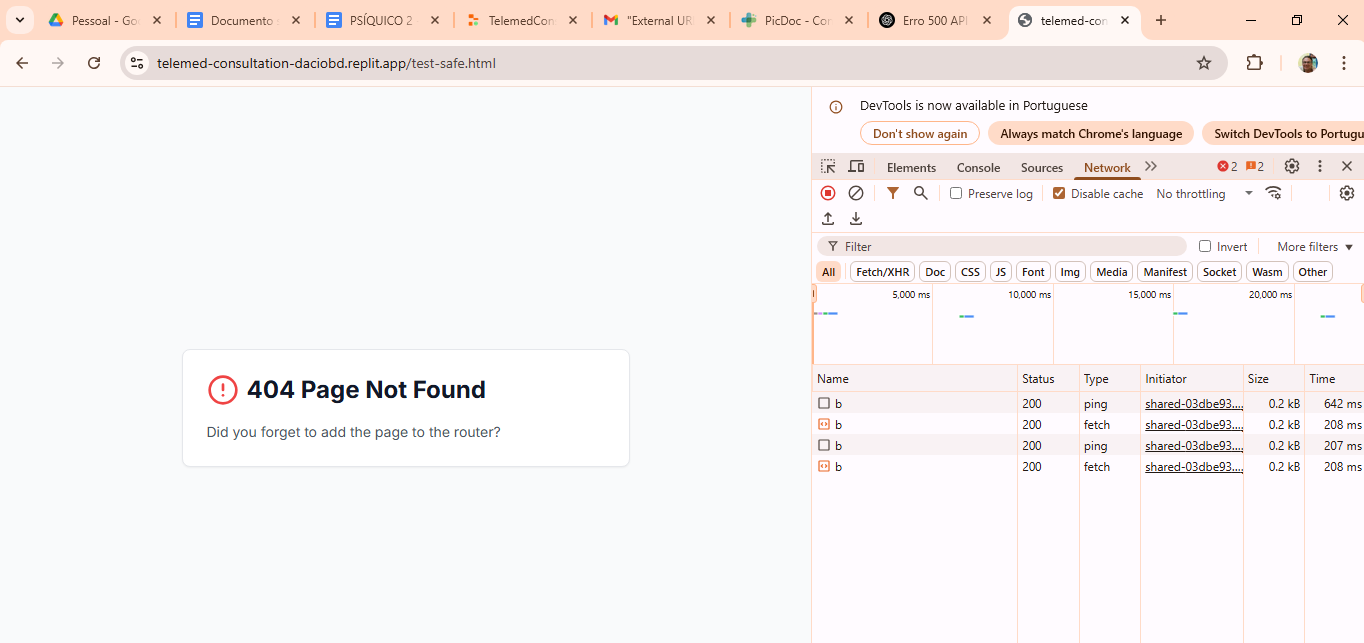 Pessoal - Goo
Documento s
PSÍQUICO 2
TelemedCons
"External URL
PicDoc - Con
Erro 500 API
telemed-con
telemed-consultation-daciobd.replit.app/test-safe.html
DevTools is now available in Portuguese
Don't show again
Always match Chrome's language
Switch DevTools to Portugu
Elements Console Sources Network 2 2
Preserve log Disable cache No throttling
Filter Invert More filters
All Fetch/XHR Doc CSS JS Font Img Media Manifest Socket Wasm Other
5,000 ms 10,000 ms 15,000 ms 20,000 ms
404 Page Not Found
Did you forget to add the page to the router?
Name Status Type Initiator Size Time
b 200 ping shared-03dbe93.... 0.2 kB 642 ms
b 200 fetch shared-03dbe93.... 0.2 kB 208 ms
b 200 ping shared-03dbe93.... 0.2 kB 207 ms
b 200 fetch shared-03dbe93.... 0.2 kB 208 ms